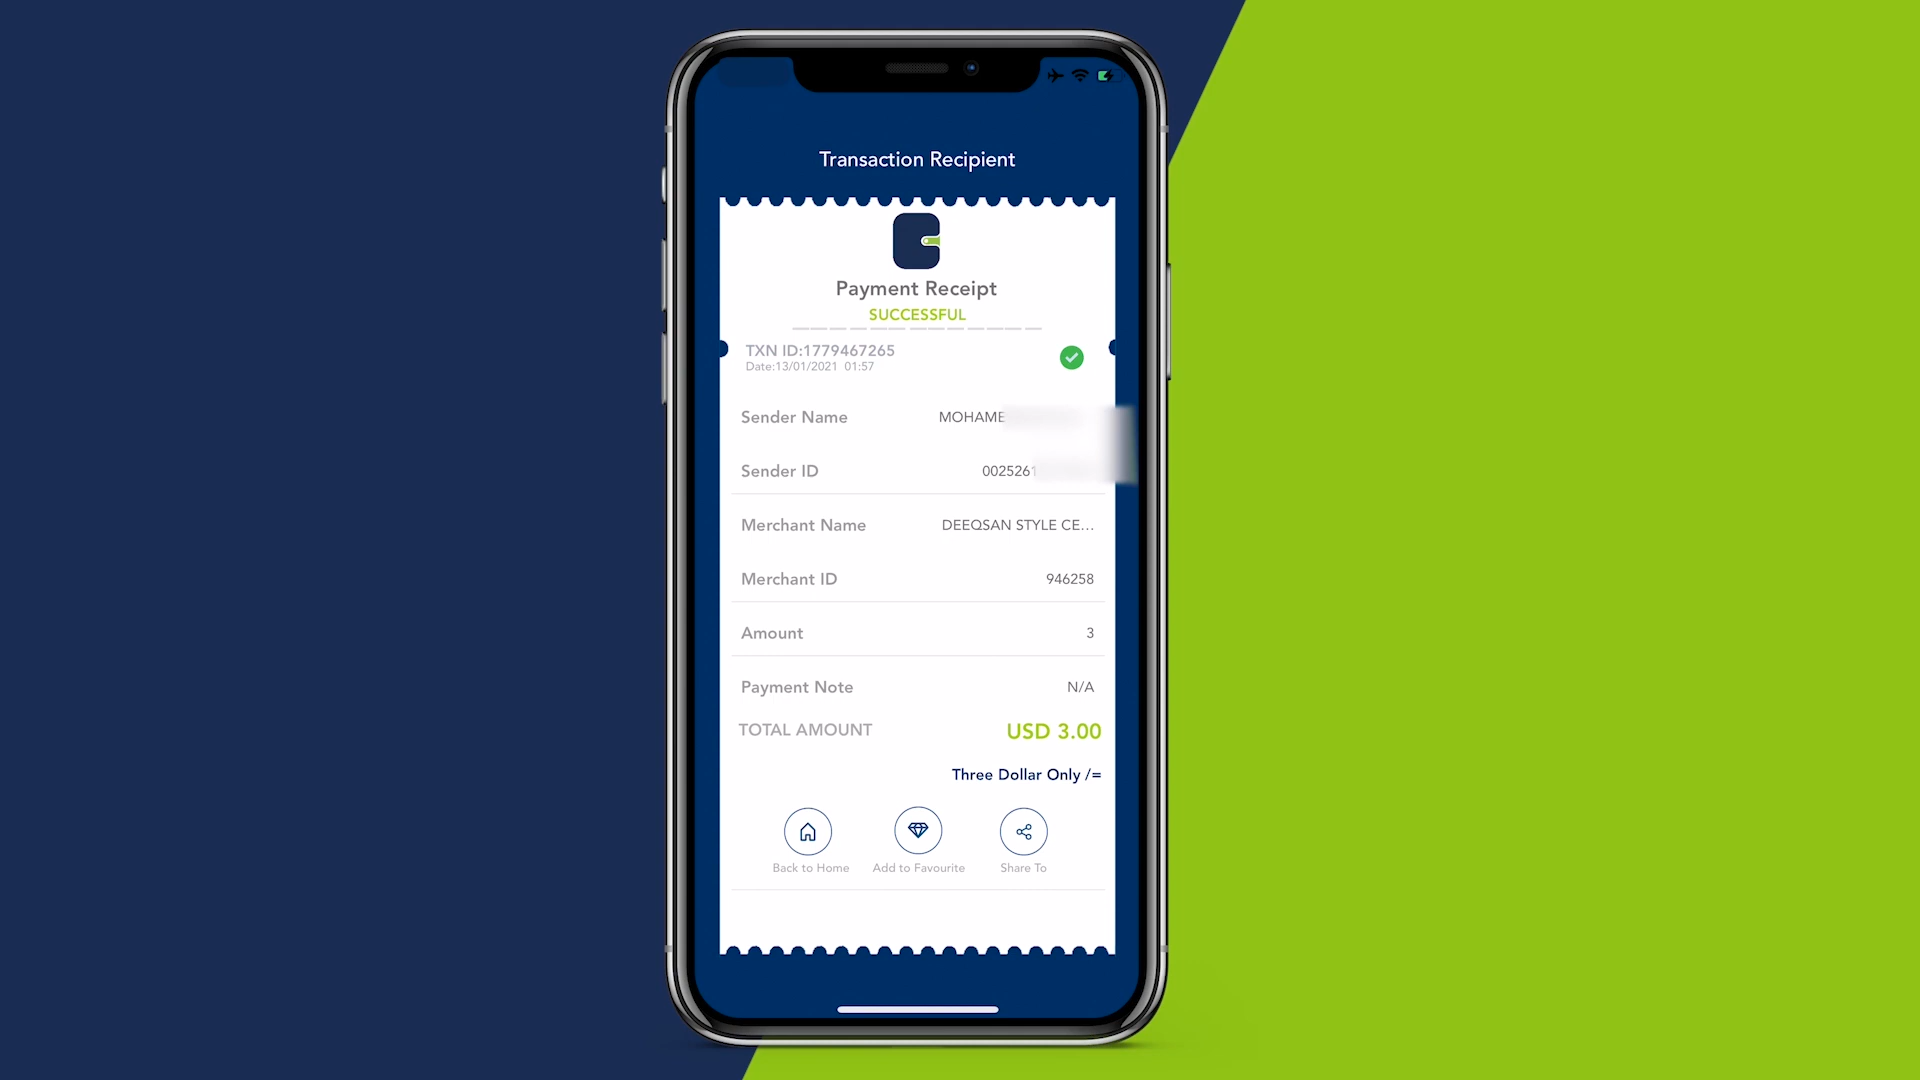 Transaction Recipient
Payment Receipt
SUCCESSFUL
TXN ID:1779467265
Date:13/01/2021 01:57
Sender Name MOHAME
Sender ID 0025261
Merchant Name DEEQSAN STYLE CE...
Merchant ID 946258
Amount 3
Payment Note N/A
TOTAL AMOUNT USD 3.00
Three Dollar Only /=
Back to Home Add to Favourite Share To